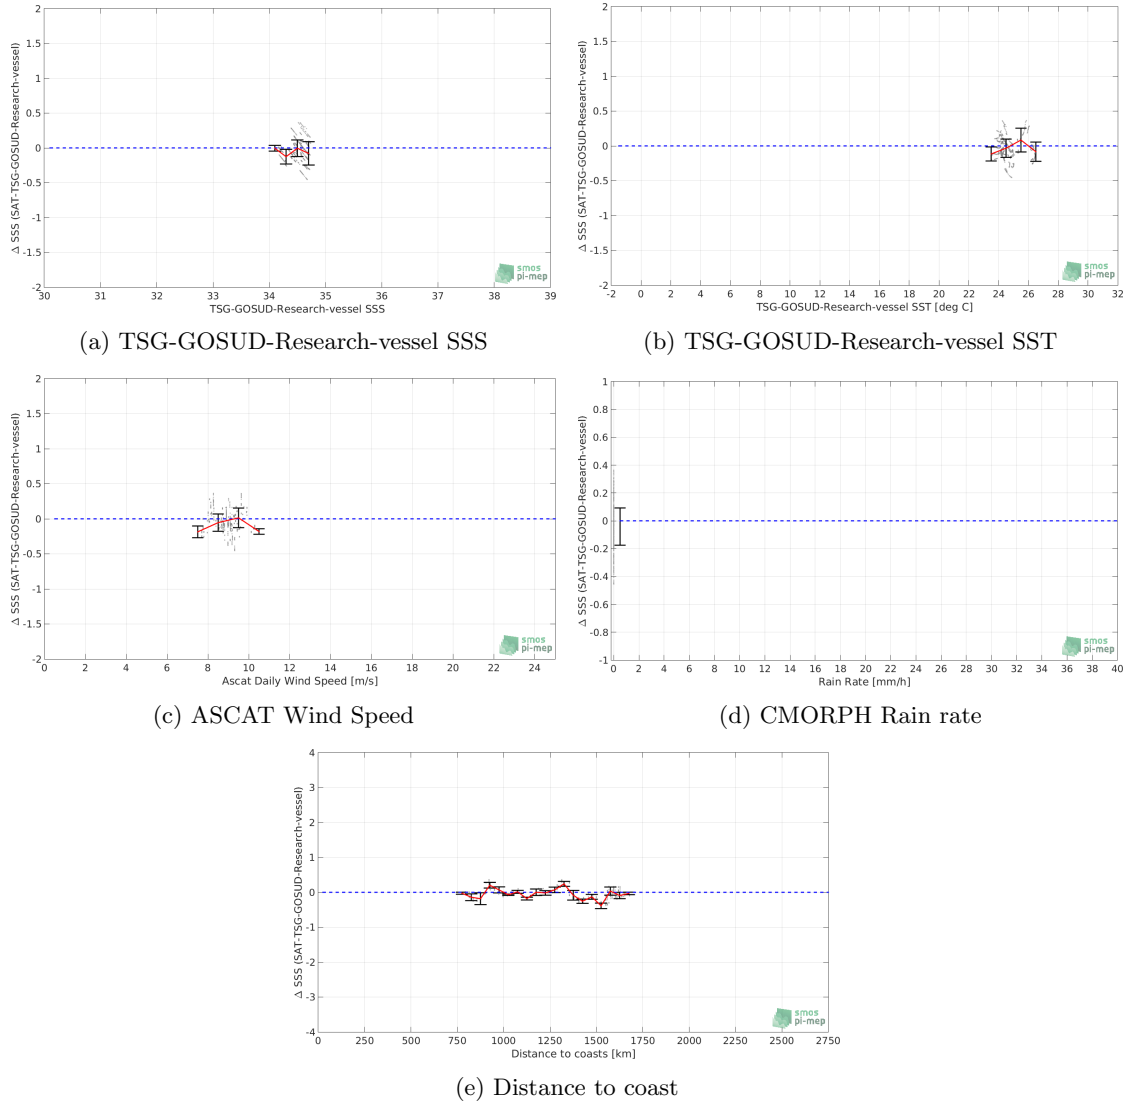 Δ SSS (SAT-TSG-GOSUD-Research-vessel)
2
1.5
1
0.5
0
-0.5
-1
-1.5
-2
30 31 32 33 34 35 36 37 38 39
TSG-GOSUD-Research-vessel SSS
smos
pi-mep
(a) TSG-GOSUD-Research-vessel SSS
Δ SSS (SAT-TSG-GOSUD-Research-vessel)
2
1.5
1
0.5
0
-0.5
-1
-1.5
-2
-2 0 2 4 6 8 10 12 14 16 18 20 22 24 26 28 30 32
TSG-GOSUD-Research-vessel SST [deg C]
smos
pi-mep
(b) TSG-GOSUD-Research-vessel SST
Δ SSS (SAT-TSG-GOSUD-Research-vessel)
2
1.5
1
0.5
0
-0.5
-1
-1.5
-2
0 2 4 6 8 10 12 14 16 18 20 22 24
Ascat Daily Wind Speed [m/s]
smos
pi-mep
(c) ASCAT Wind Speed
Δ SSS (SAT-TSG-GOSUD-Research-vessel)
1
0.8
0.6
0.4
0.2
0
-0.2
-0.4
-0.6
-0.8
-1
0 2 4 6 8 10 12 14 16 18 20 22 24 26 28 30 32 34 36 38 40
Rain Rate [mm/h]
smos
pi-mep
(d) CMORPH Rain rate
Δ SSS (SAT-TSG-GOSUD-Research-vessel)
4
3
2
1
0
-1
-2
-3
-4
0 250 500 750 1000 1250 1500 1750 2000 2250 2500 2750
Distance to coasts [km]
smos
pi-mep
(e) Distance to coast